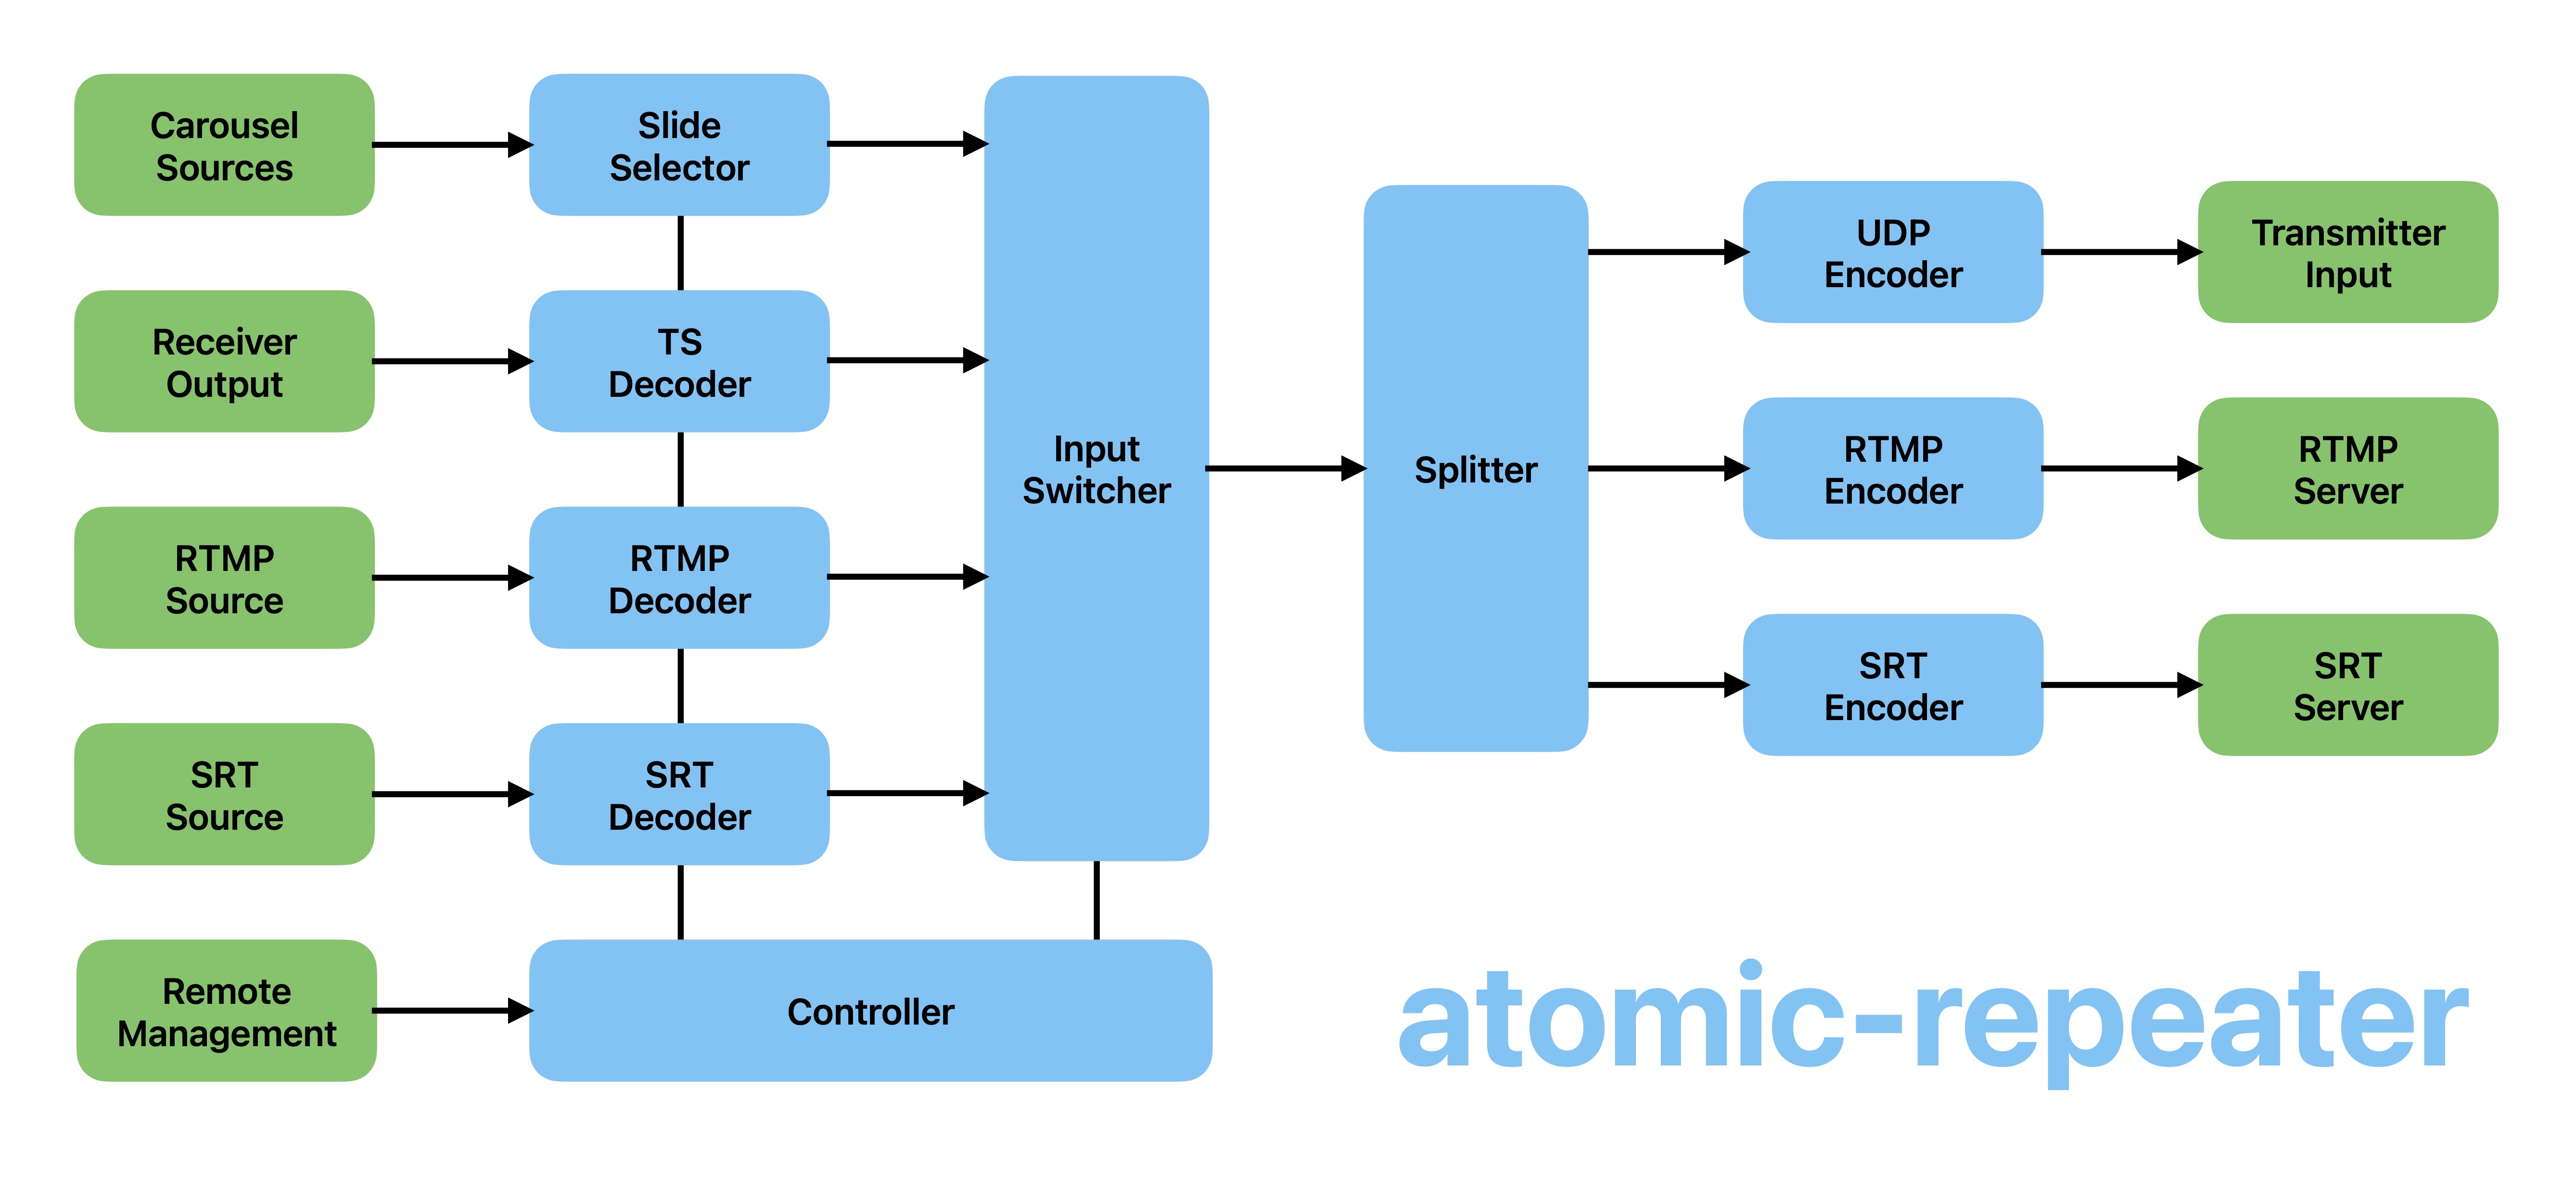 Carousel
Sources
Slide
Selector
Receiver
Output
TS
Decoder
RTMP
Source
RTMP
Decoder
SRT
Source
SRT
Decoder
Remote
Management
Controller
Input
Switcher
Splitter
UDP
Encoder
Transmitter
Input
RTMP
Encoder
RTMP
Server
SRT
Encoder
SRT
Server
atomic-repeater